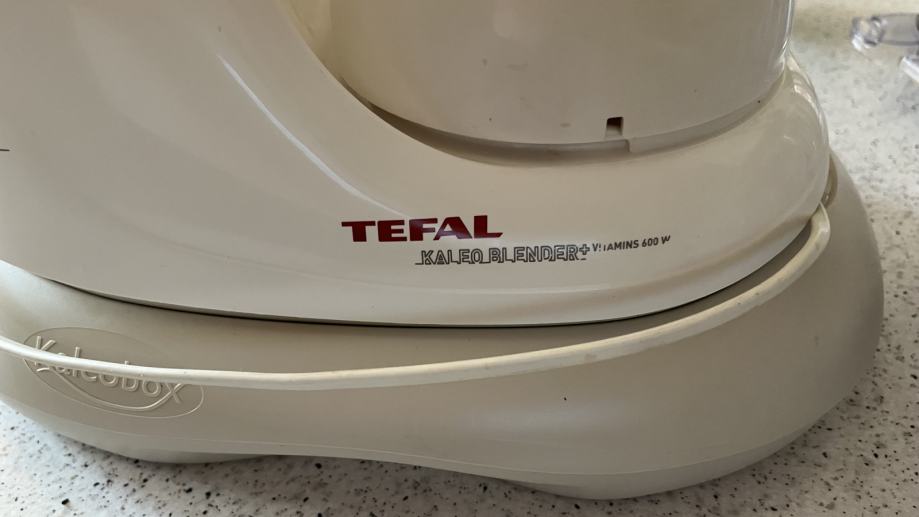 TEFAL
KALEO BLENDER+ VITAMINS 600 W
Kaleobox